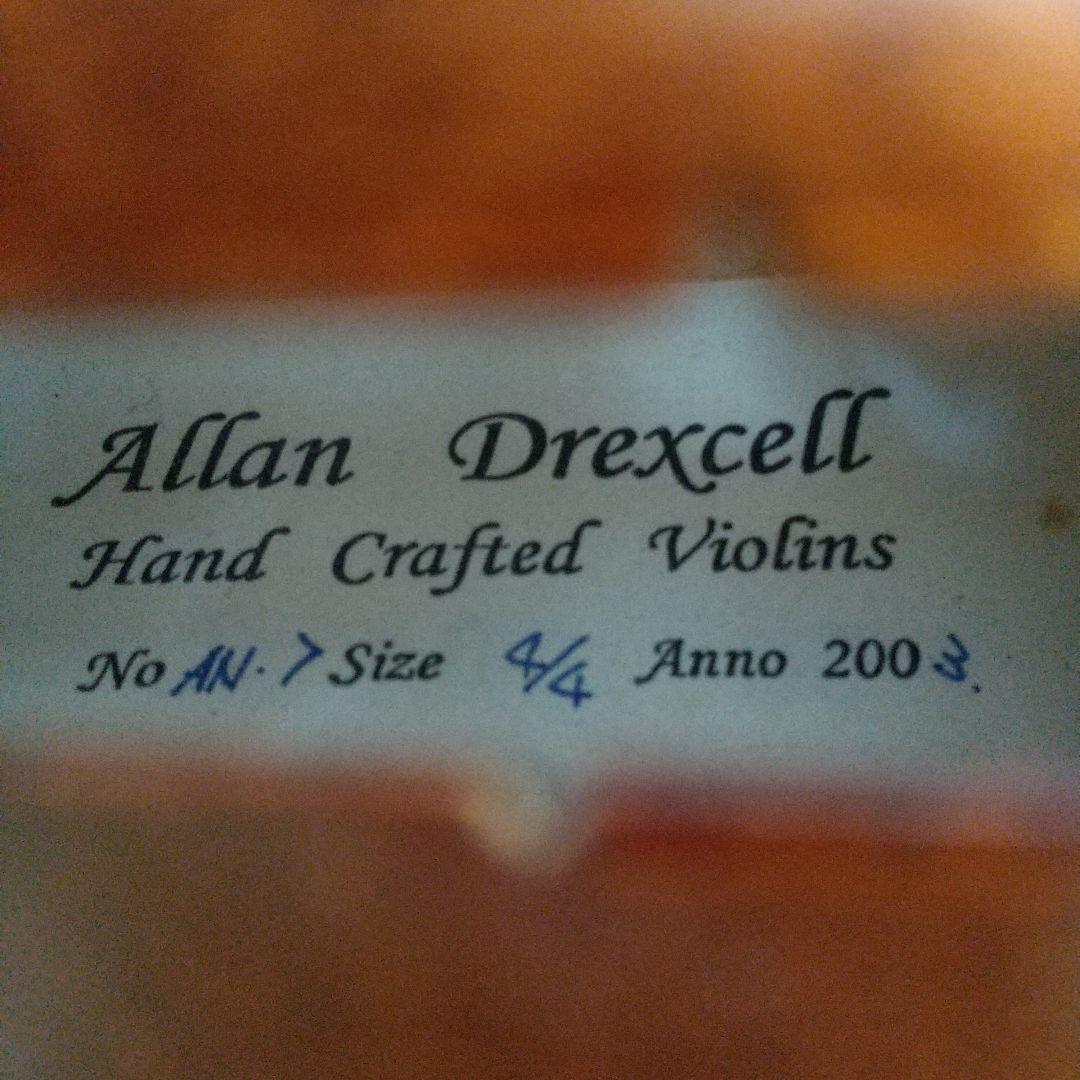 Allan Drexcell
Hand Crafted Violins
No AN. 7 Size 4/4 Anno 2003.